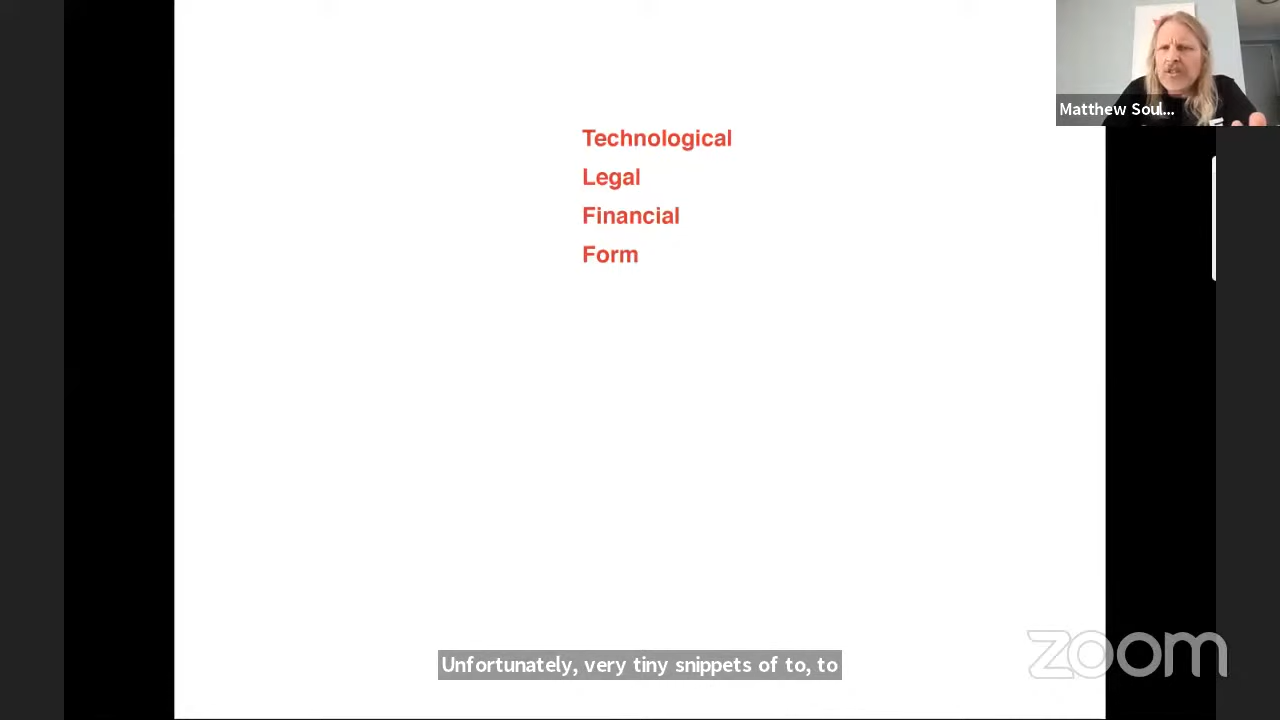 Matthew Soul...
Technological
Legal
Financial
Form
Unfortunately, very tiny snippets of to, to
zoom